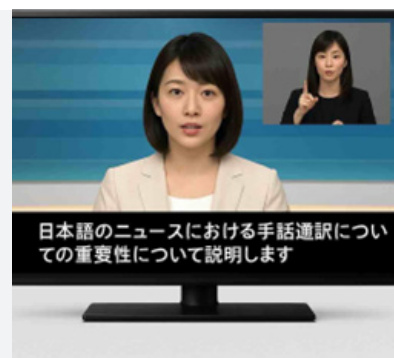 日本語のニュースにおける手話通訳につい
ての重要性について説明します